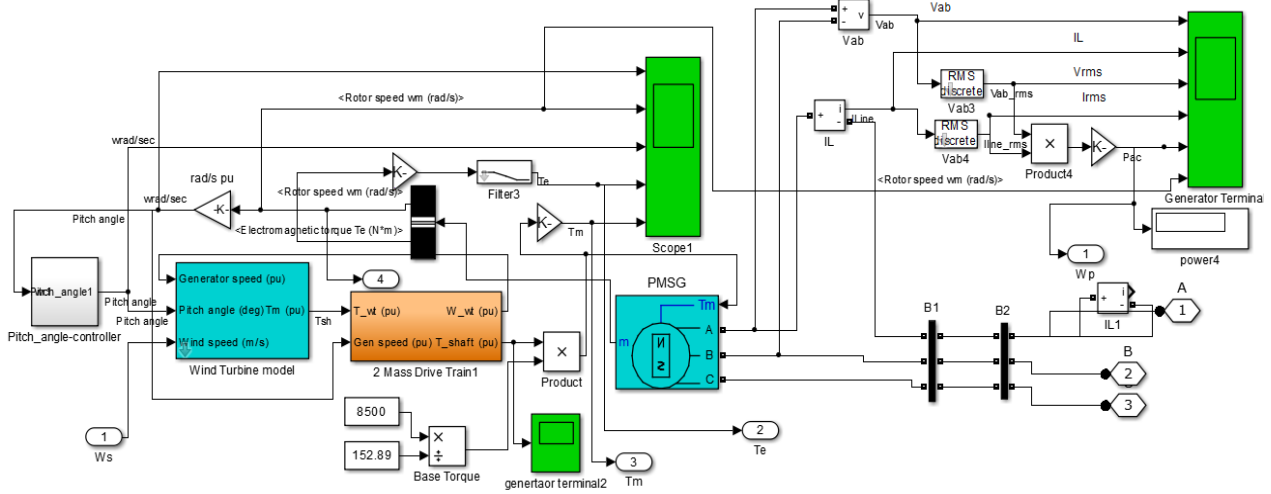 Vab
Vab
Vab
v
+
-
IL
RMS
discrete
Vab3
Vab_rms
Vrms
Irms
i
+
-
IL
RMS
discrete
Vab4
×
Product4
-K-
Pac
<Rotor speed wm (rad/s)>
Generator Terminal
<Rotor speed wm (rad/s)>
wrad/sec
Scope1
-K-
Filter3
Te
rad/s pu
wrad/sec
-K-
Pitch angle
<Rotor speed wm (rad/s)>
<Electromagnetic torque Te (N*m)>
-K-
Tm
1
Wp
power4
4
Pitch_angle-controller
Pitch angle
Pitch angle
Generator speed (pu)
Pitch angle (deg)
Tm (pu)
Wind speed (m/s)
Wind Turbine model
Tsh
T_wt (pu)
W_wt (pu)
Gen speed (pu)
T_shaft (pu)
2 Mass Drive Train1
×
Product
PMSG
Tm
m
N
S
A
B
C
B1
B2
i
+
-
IL1
A
1
B
2
3
1
Ws
8500
152.89
×
÷
Base Torque
genertaor terminal2
2
Te
3
Tm